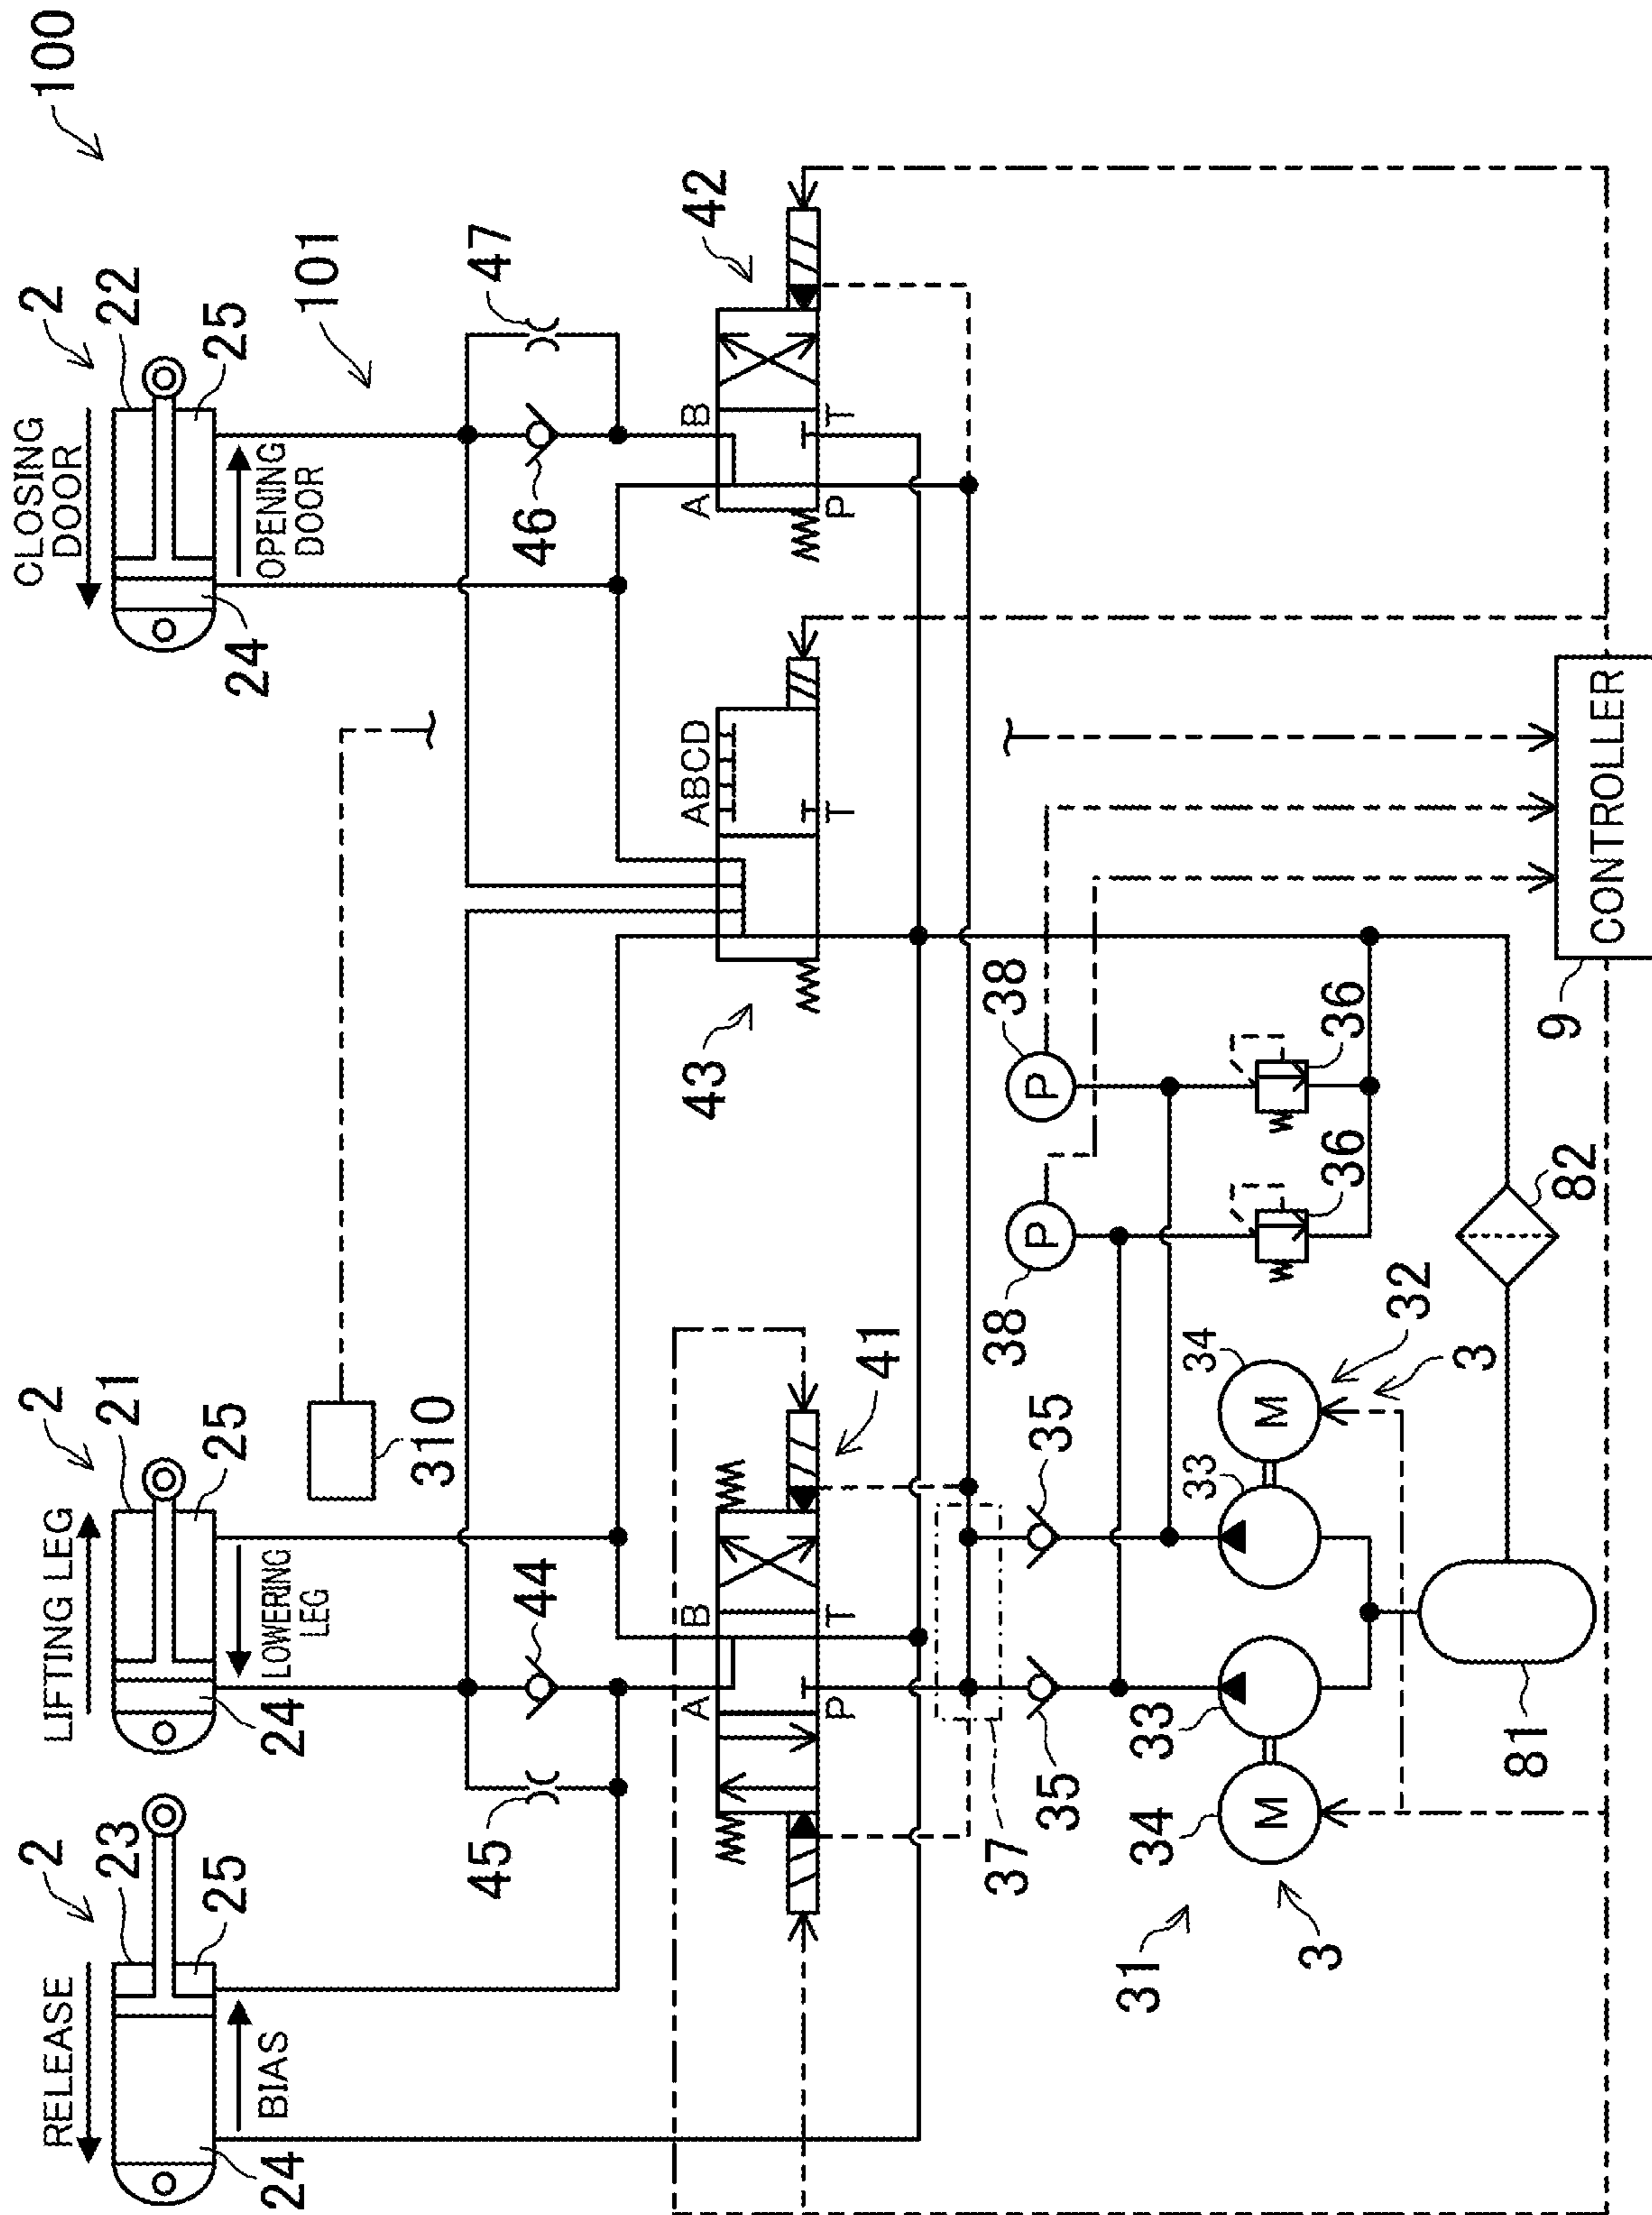 100
101
CLOSING
DOOR
2
22
25
OPENING
DOOR
24
47
46
42
A
B
P
T
LIFTING LEG
2
21
25
LOWERING
LEG
24
310
44
45
RELEASE
2
23
25
BIAS
24
43
ABCD
T
41
A
B
P
T
38
P
38
P
36
36
35
35
37
34
M
33
32
3
33
34
M
31
3
81
82
9
CONTROLLER